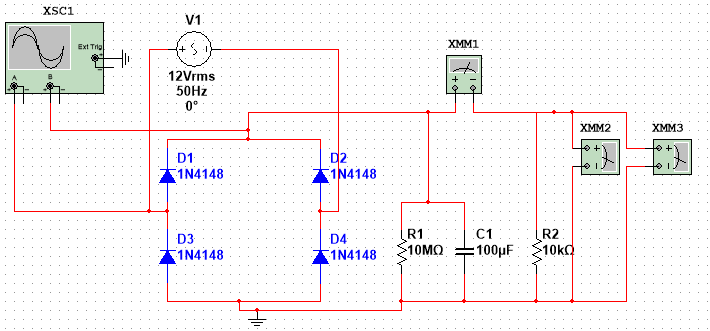 XSC1
Ext Trig
+
-
A
B
+
-
+
-
V1
12Vrms
50Hz
0°
XMM1
+
-
XMM2
+
-
XMM3
+
-
D1
1N4148
D2
1N4148
D3
1N4148
D4
1N4148
R1
10MΩ
C1
100µF
R2
10kΩ